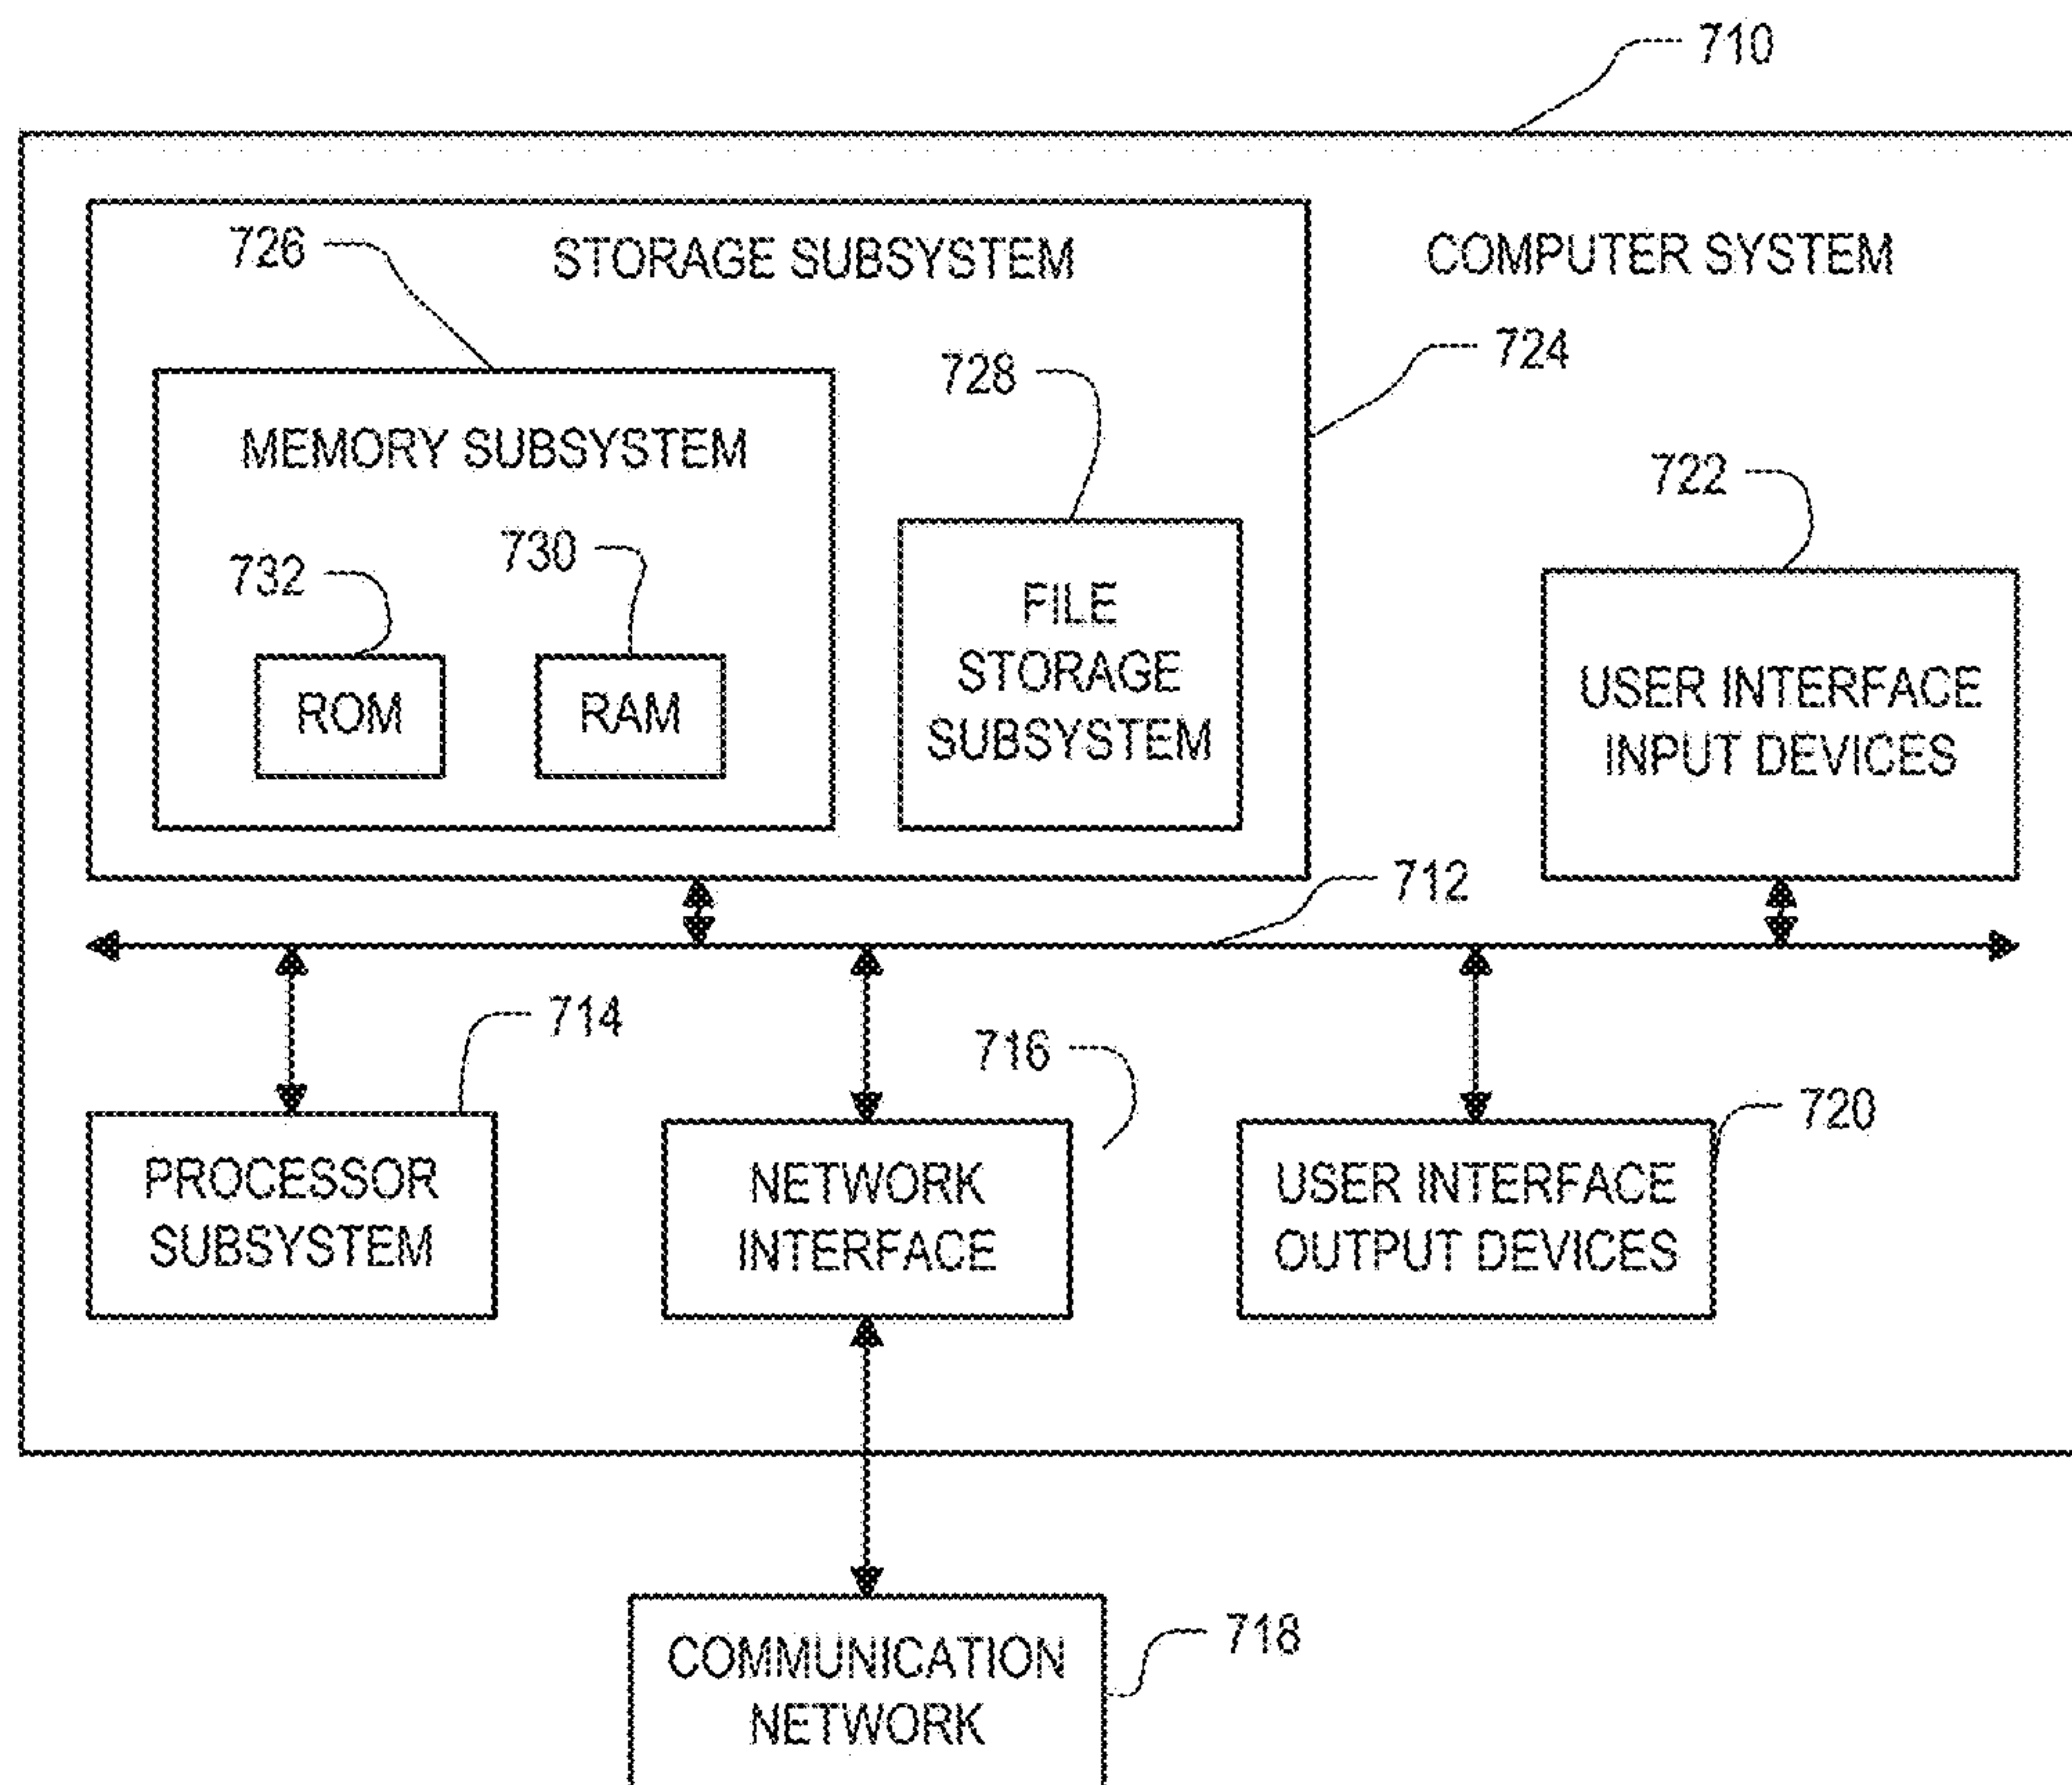 710
726
STORAGE SUBSYSTEM
COMPUTER SYSTEM
724
728
MEMORY SUBSYSTEM
722
732
730
FILE
STORAGE
SUBSYSTEM
ROM
RAM
USER INTERFACE
INPUT DEVICES
712
714
716
720
PROCESSOR
SUBSYSTEM
NETWORK
INTERFACE
USER INTERFACE
OUTPUT DEVICES
718
COMMUNICATION
NETWORK